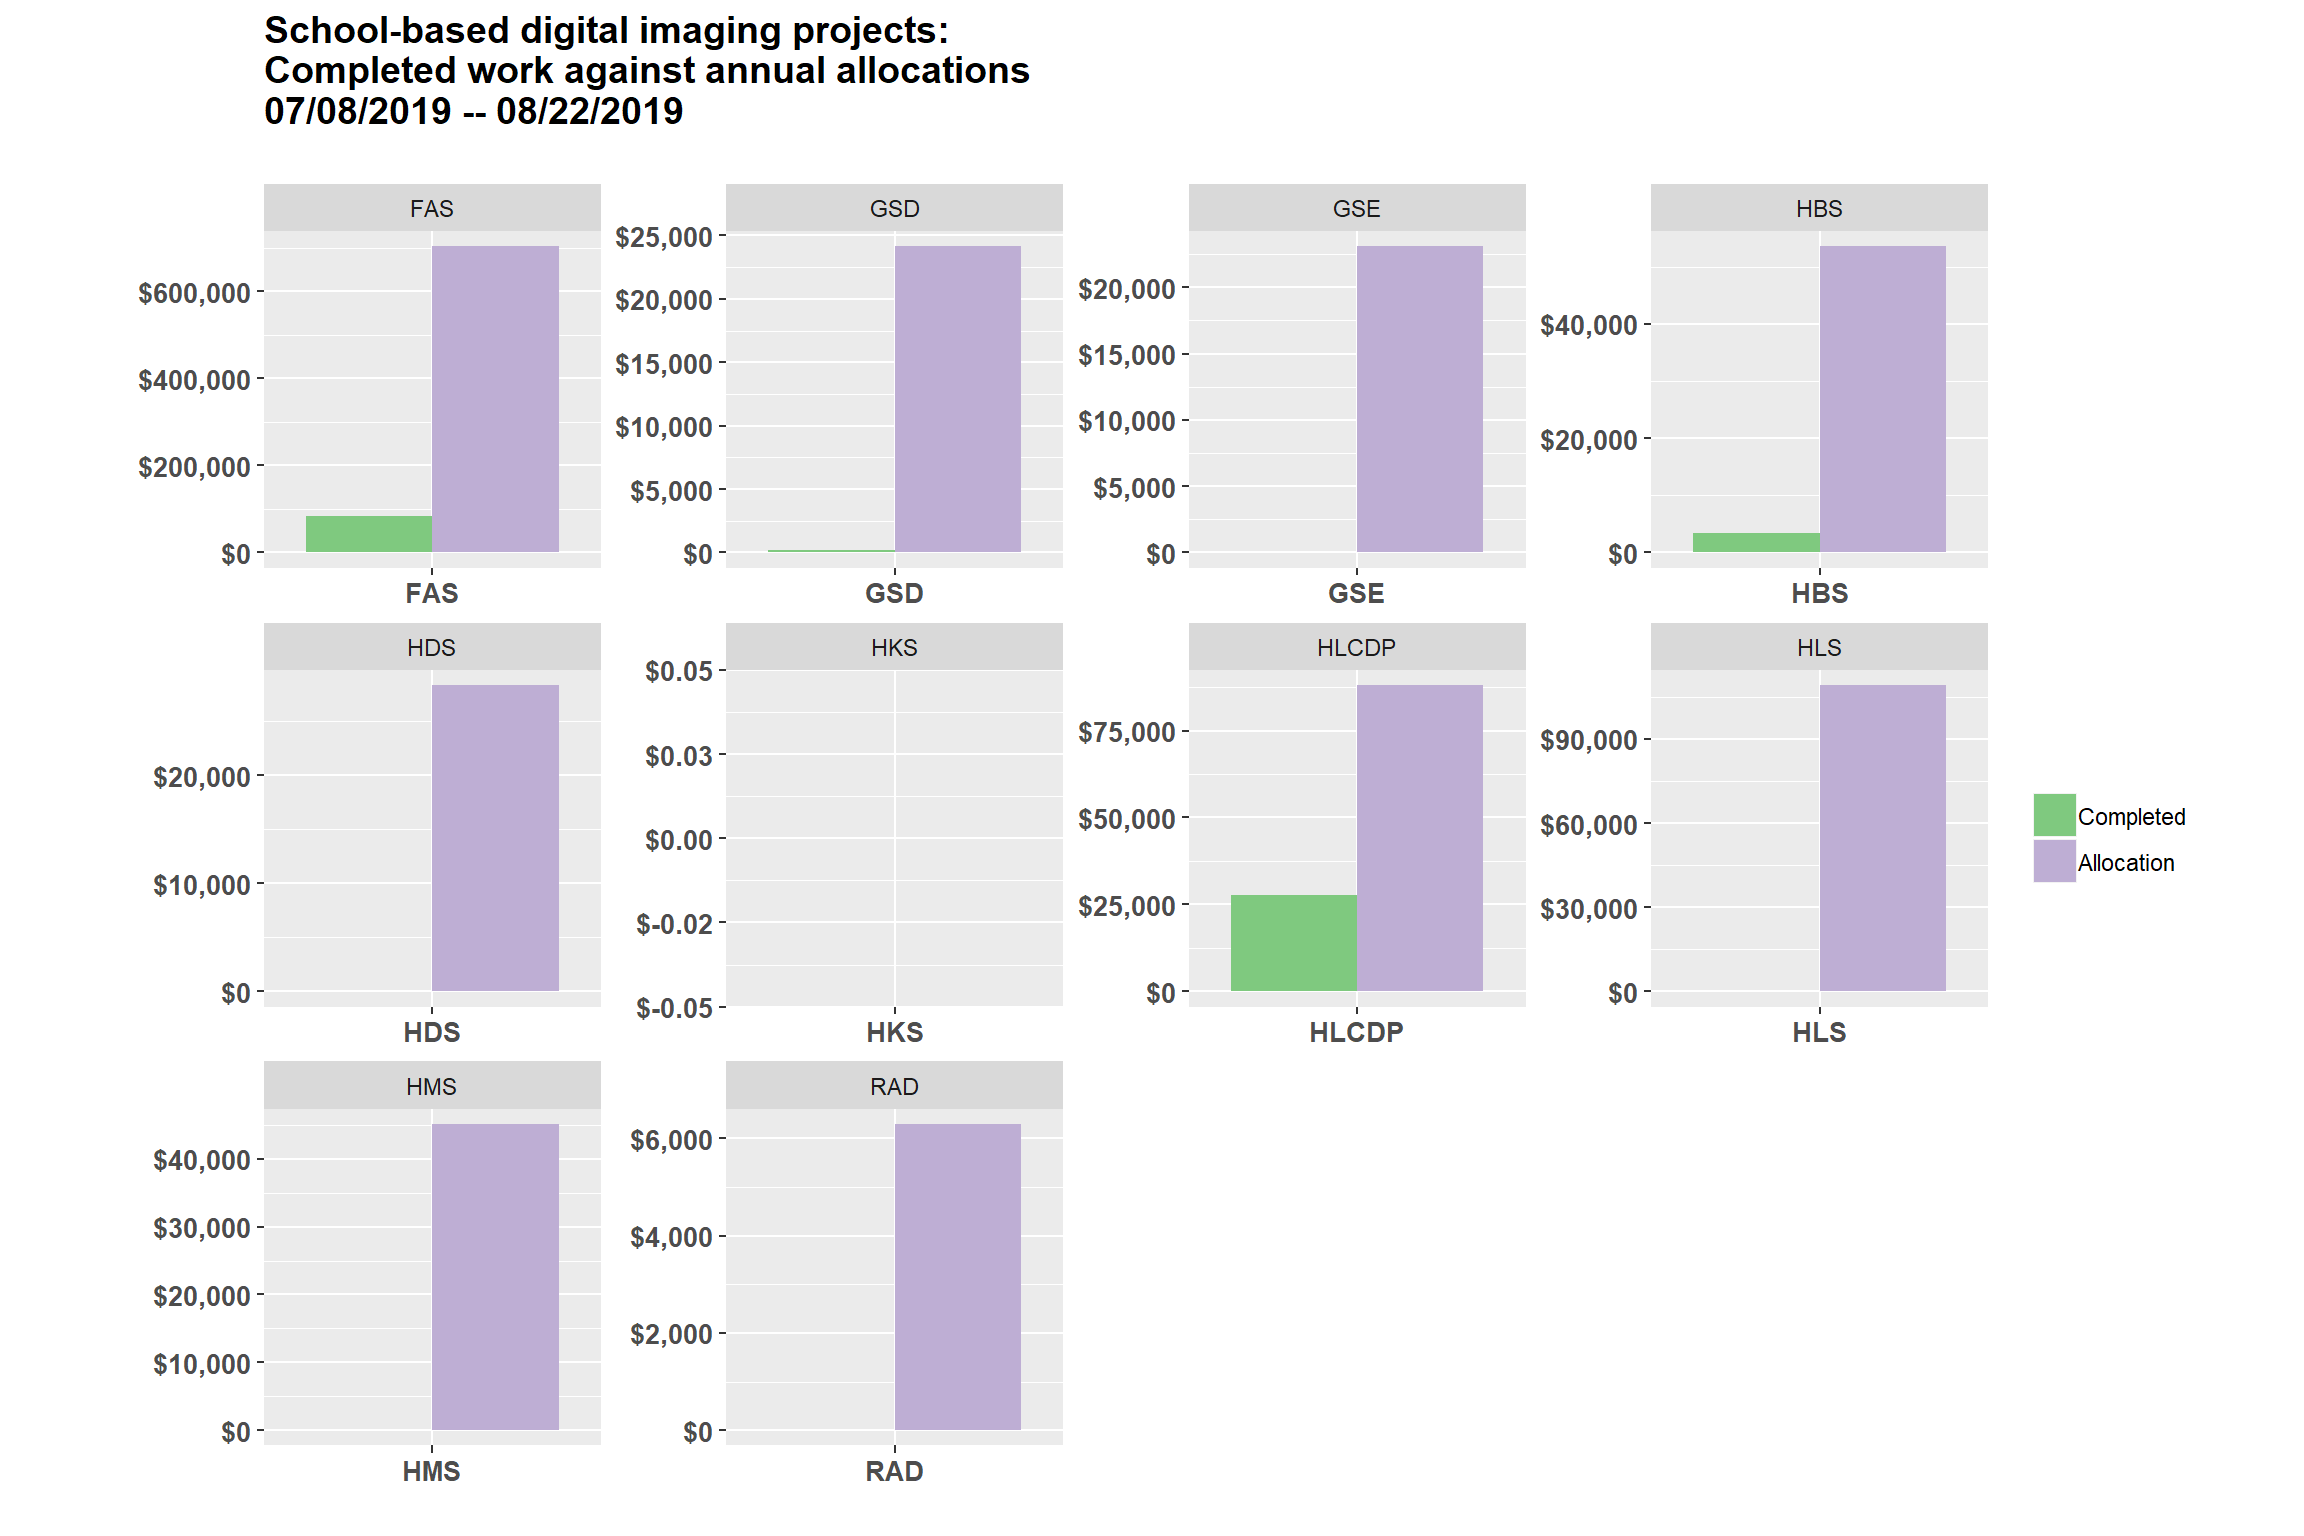 School-based digital imaging projects:
Completed work against annual allocations
07/08/2019 -- 08/22/2019
FAS
$600,000
$400,000
$200,000
$0
FAS
GSD
$25,000
$20,000
$15,000
$10,000
$5,000
$0
GSD
GSE
$20,000
$15,000
$10,000
$5,000
$0
GSE
HBS
$40,000
$20,000
$0
HBS
HDS
$20,000
$10,000
$0
HDS
HKS
$0.05
$0.03
$0.00
$-0.02
$-0.05
HKS
HLCDP
$75,000
$50,000
$25,000
$0
HLCDP
HLS
$90,000
$60,000
$30,000
$0
HLS
Completed
Allocation
HMS
$40,000
$30,000
$20,000
$10,000
$0
HMS
RAD
$6,000
$4,000
$2,000
$0
RAD